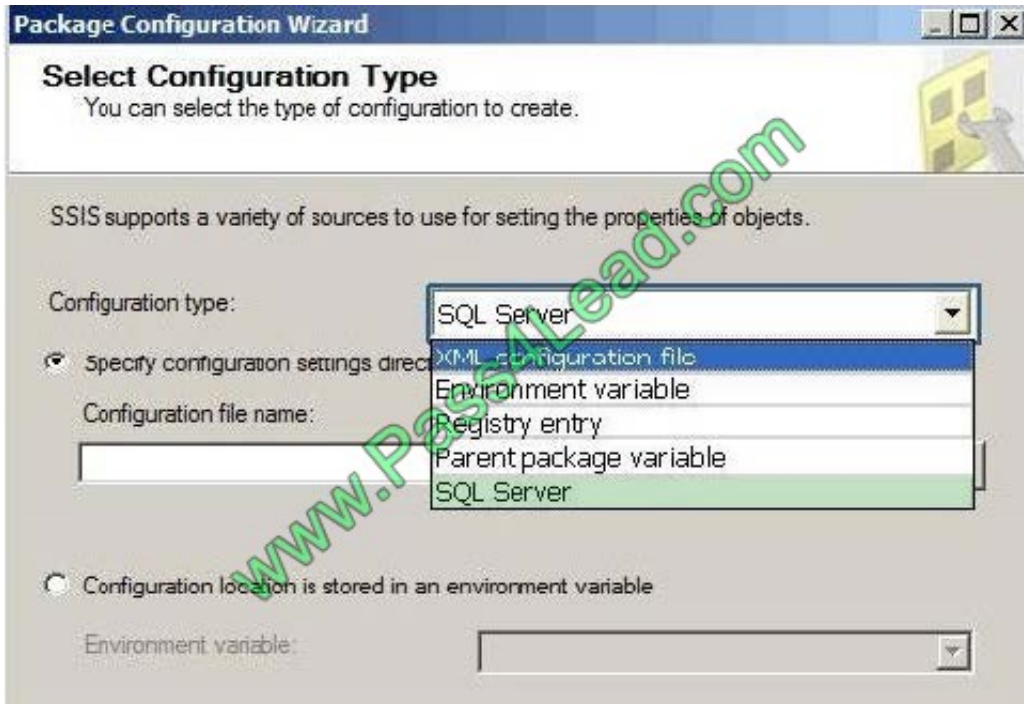 Package Configuration Wizard
Select Configuration Type
You can select the type of configuration to create.
SSIS supports a variety of sources to use for setting the properties of objects.
Configuration type:
SQL Server
XML configuration file
Environment variable
Registry entry
Parent package variable
SQL Server
Specify configuration settings direc
Configuration file name:
Configuration location is stored in an environment variable
Environment variable:
www.Pass4Lead.com